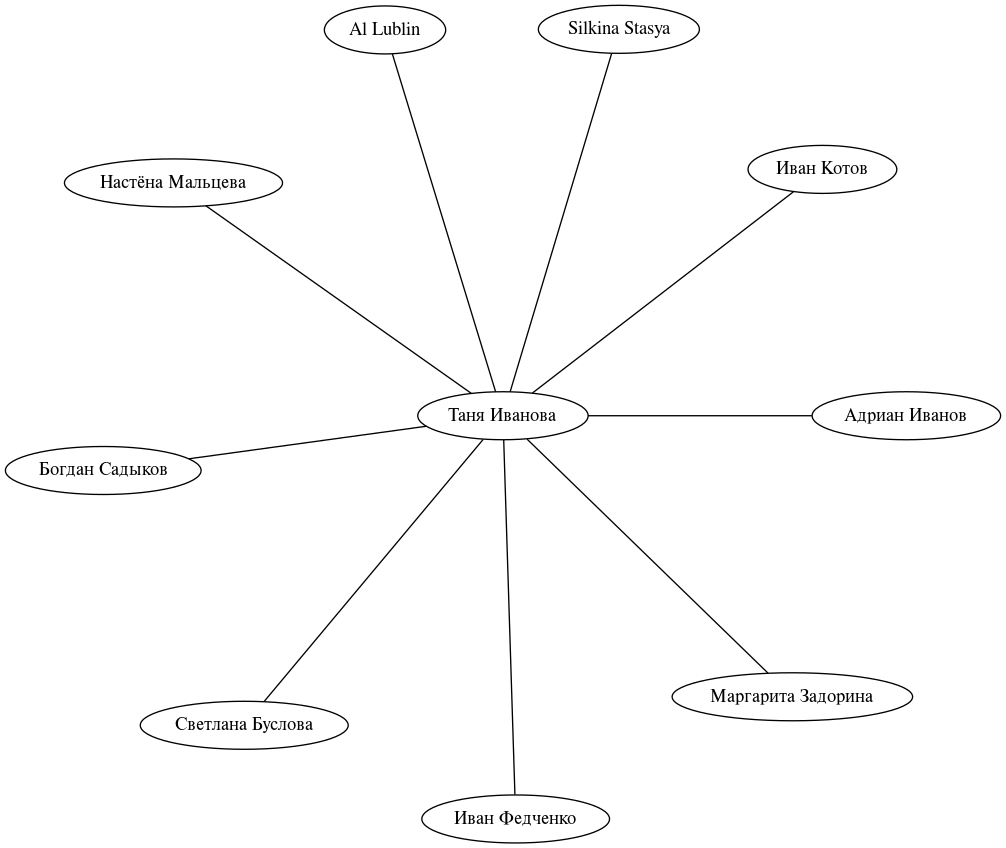 Al Lublin
Silkina Stasya
Иван Котов
Настёна Мальцева
Таня Иванова
Адриан Иванов
Богдан Садыков
Маргарита Задорина
Светлана Буслова
Иван Федченко